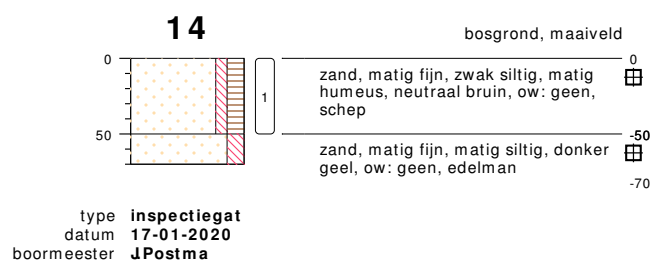 14
bosgrond, maaiveld
0
0
zand, matig fijn, zwak siltig, matig
humeus, neutraal bruin, ow: geen,
schep
1
50
-50
zand, matig fijn, matig siltig, donker
geel, ow: geen, edelman
-70
type inspectiegat
datum 17-01-2020
boormeester J.Postma